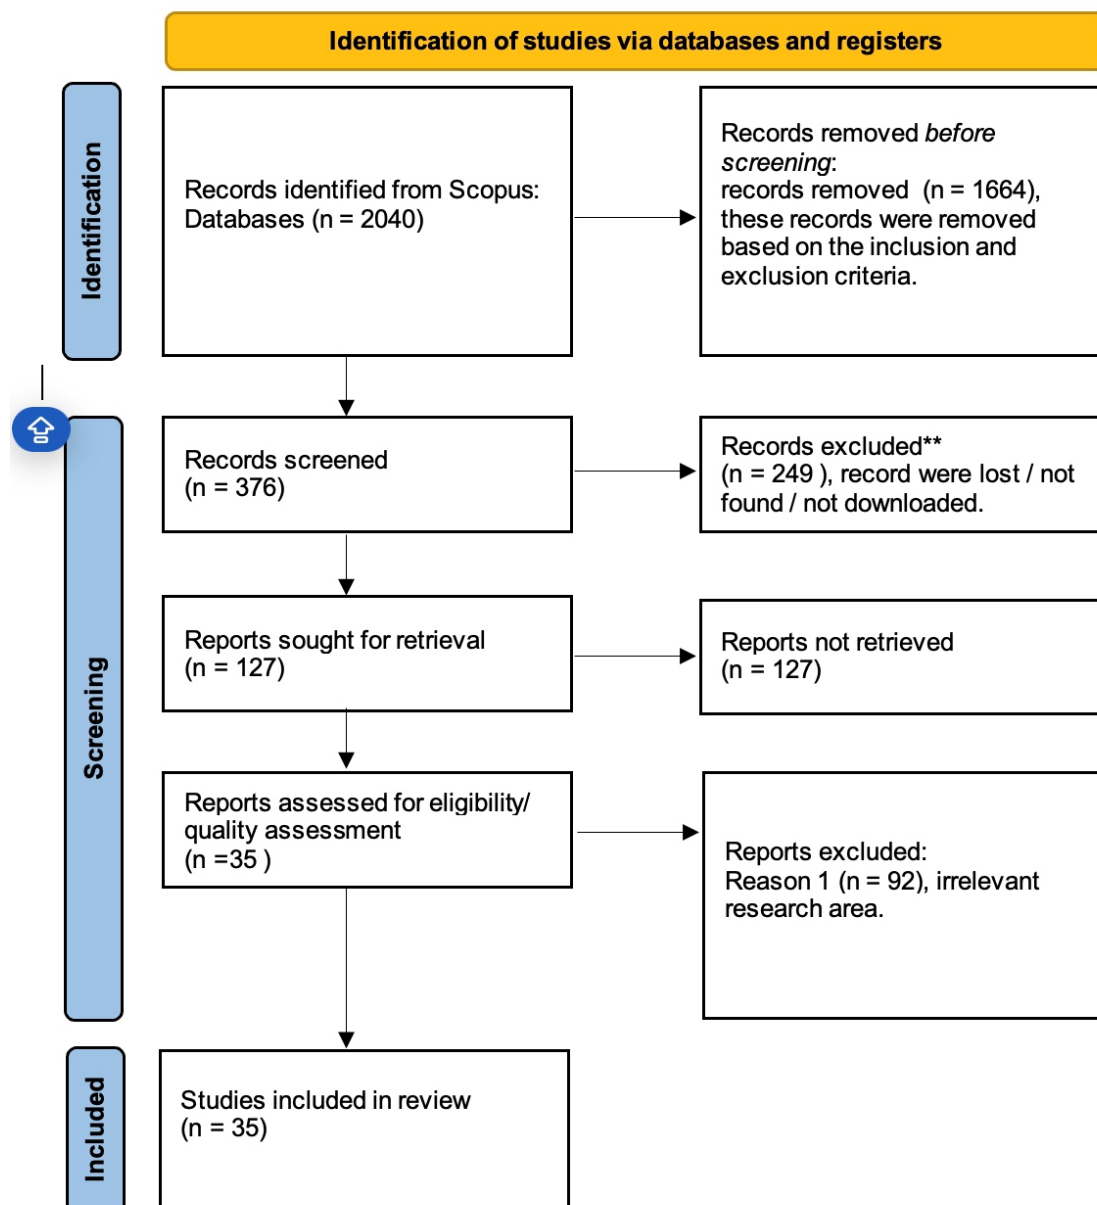 Identification of studies via databases and registers
Identification
Records identified from Scopus:
Databases (n = 2040)
Records removed before
screening:
records removed  (n = 1664),
these records were removed
based on the inclusion and
exclusion criteria.
Screening
Records screened
(n = 376)
Records excluded**
(n = 249 ), record were lost / not
found / not downloaded.
Reports sought for retrieval
(n = 127)
Reports not retrieved
(n = 127)
Reports assessed for eligibility/
quality assessment
(n =35 )
Reports excluded:
Reason 1 (n = 92), irrelevant
research area.
Included
Studies included in review
(n = 35)